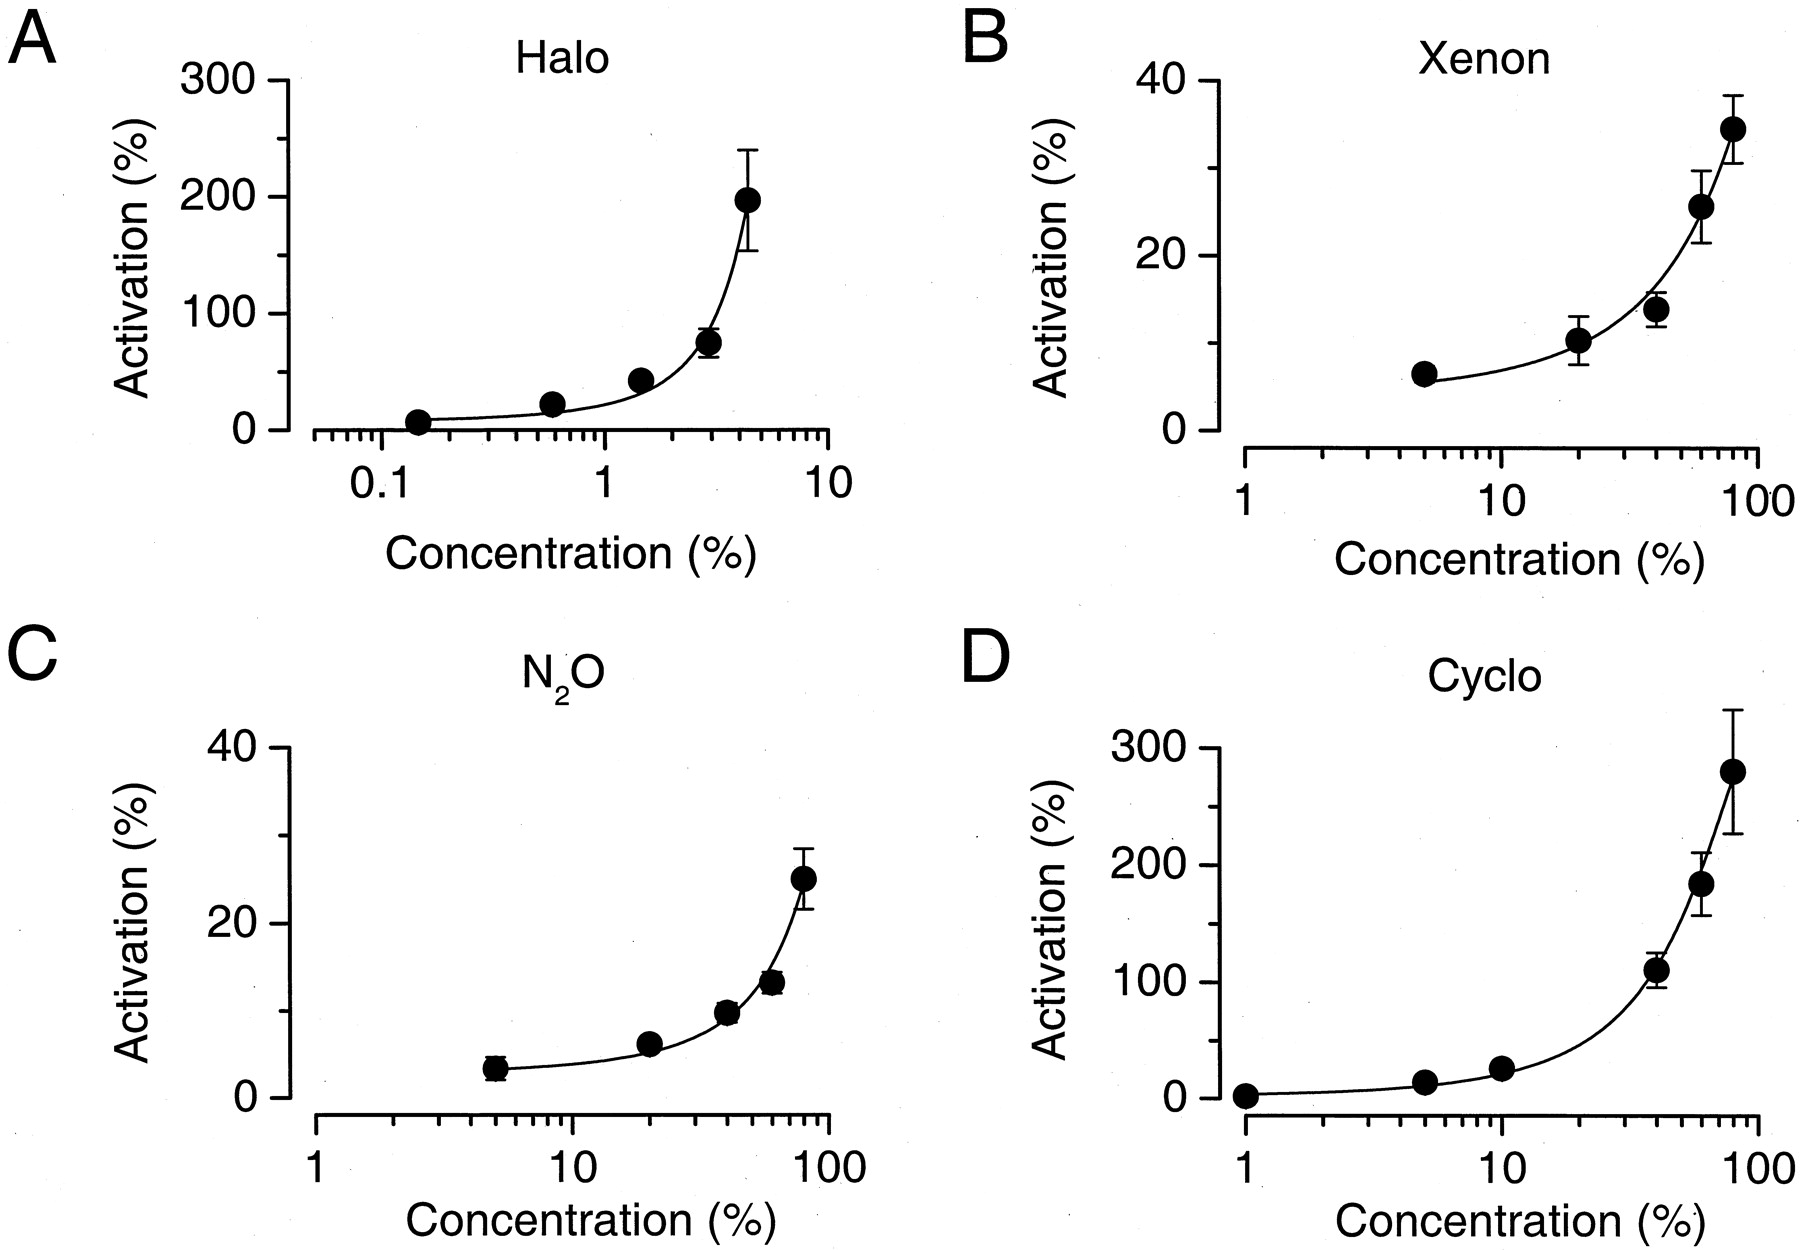 A
Halo
300
200
100
0
Activation (%)
0.1 1 10
Concentration (%)
B
Xenon
40
20
0
Activation (%)
1 10 100
Concentration (%)
C
N₂O
40
20
0
Activation (%)
1 10 100
Concentration (%)
D
Cyclo
300
200
100
0
Activation (%)
1 10 100
Concentration (%)